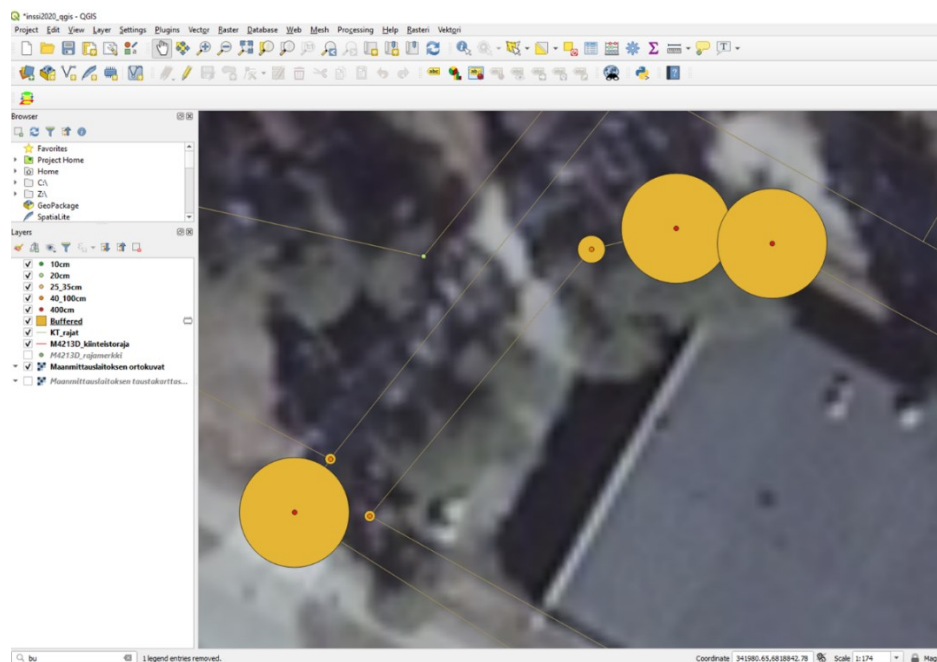 *inssi2020_qgis - QGIS
Project Edit View Layer Settings Plugins Vector Raster Database Web Mesh Processing Help Rasteri Vektori
Browser
Favorites
Project Home
Home
C:\
Z:\
GeoPackage
SpatiaLite
Layers
10cm
20cm
25_35cm
40_100cm
400cm
Buffered
KT_rajat
M4213D_kiinteistoraja
M4213D_rajamerkki
Maanmittauslaitoksen ortokuvat
Maanmittauslaitoksen taustakarttas...
bu 1 legend entries removed. Coordinate 341980.65,6818842.78 Scale 1:174 Mag